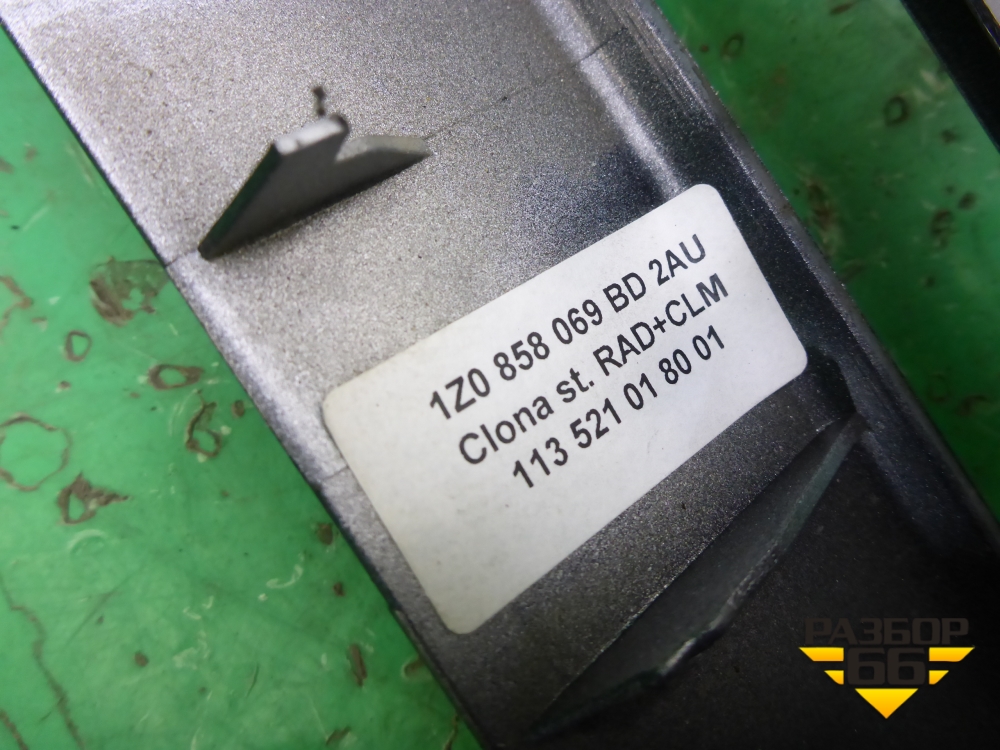 1Z0 858 069 BD 2AU
Clona st. RAD+CLM
113 521 01 80 01
РАЗБОР
66